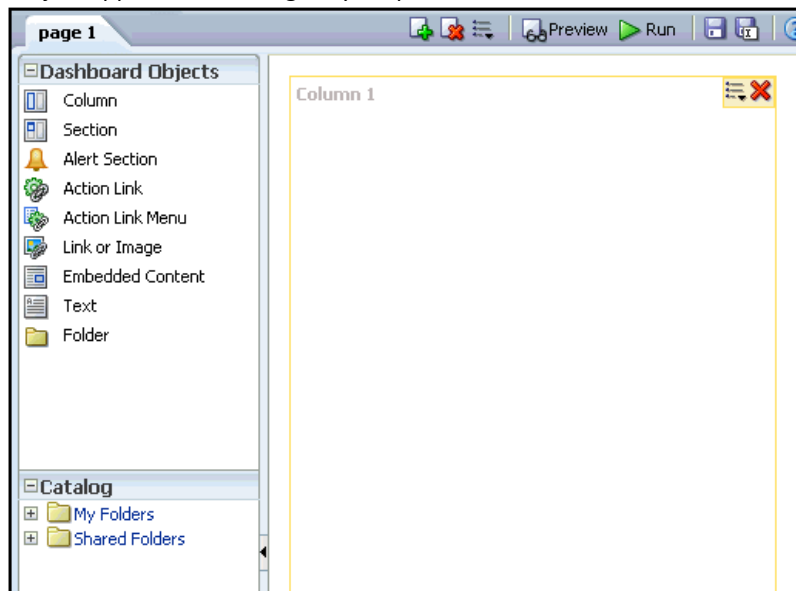 page 1
Preview Run
Dashboard Objects
Column
Section
Alert Section
Action Link
Action Link Menu
Link or Image
Embedded Content
Text
Folder
Column 1
Catalog
My Folders
Shared Folders